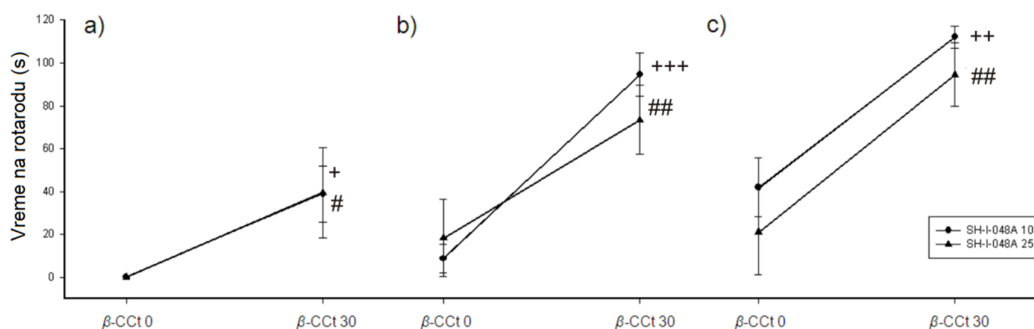 a)
b)
c)
Vreme na rotarodu (s)
120
100
80
60
40
20
0
+
#
+++
##
++
##
SH-I-048A 10
SH-I-048A 25
β-CCt 0
β-CCt 30
β-CCt 0
β-CCt 30
β-CCt 0
β-CCt 30